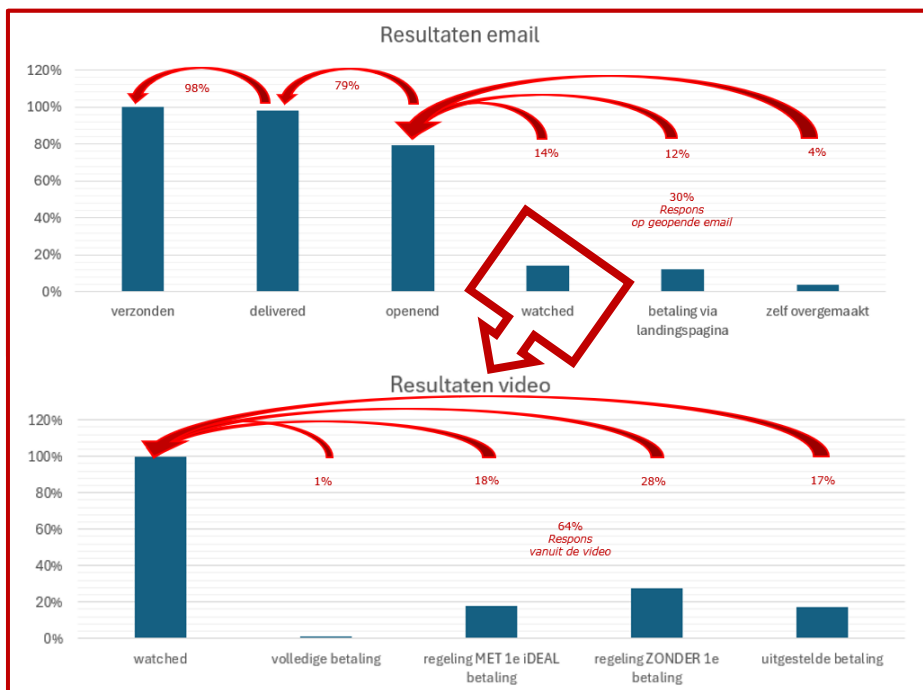 Resultaten email
120%
100%
80%
60%
40%
20%
0%
98%
79%
14%
12%
4%
30%
Respons
op geopende email
verzonden
delivered
openend
watched
betaling via
landingspagina
zelf overgemaakt
Resultaten video
120%
100%
80%
60%
40%
20%
0%
1%
18%
28%
17%
64%
Respons
vanuit de video
watched
volledige betaling
regeling MET 1e iDEAL
betaling
regeling ZONDER 1e
betaling
uitgestelde betaling